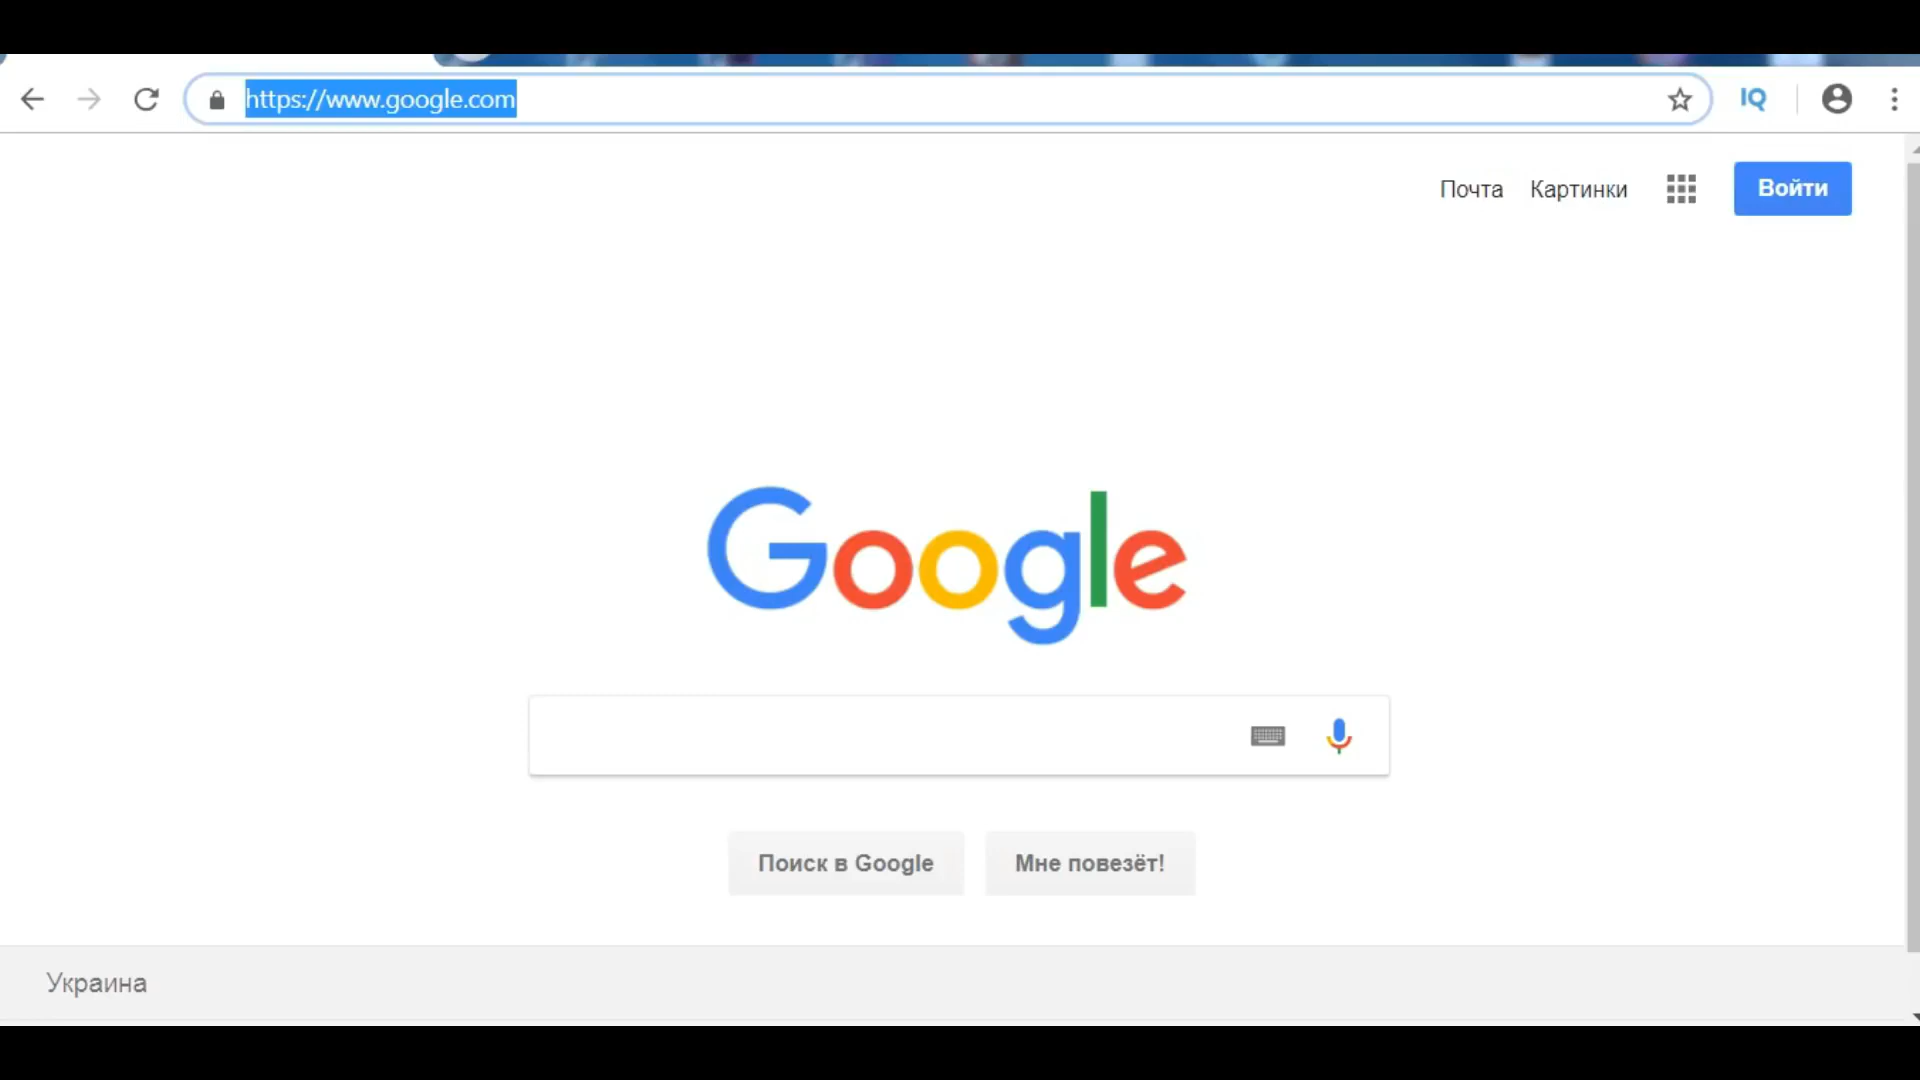 https://www.google.com
IQ
Почта Картинки Войти
Google
Поиск в Google Мне повезёт!
Украина